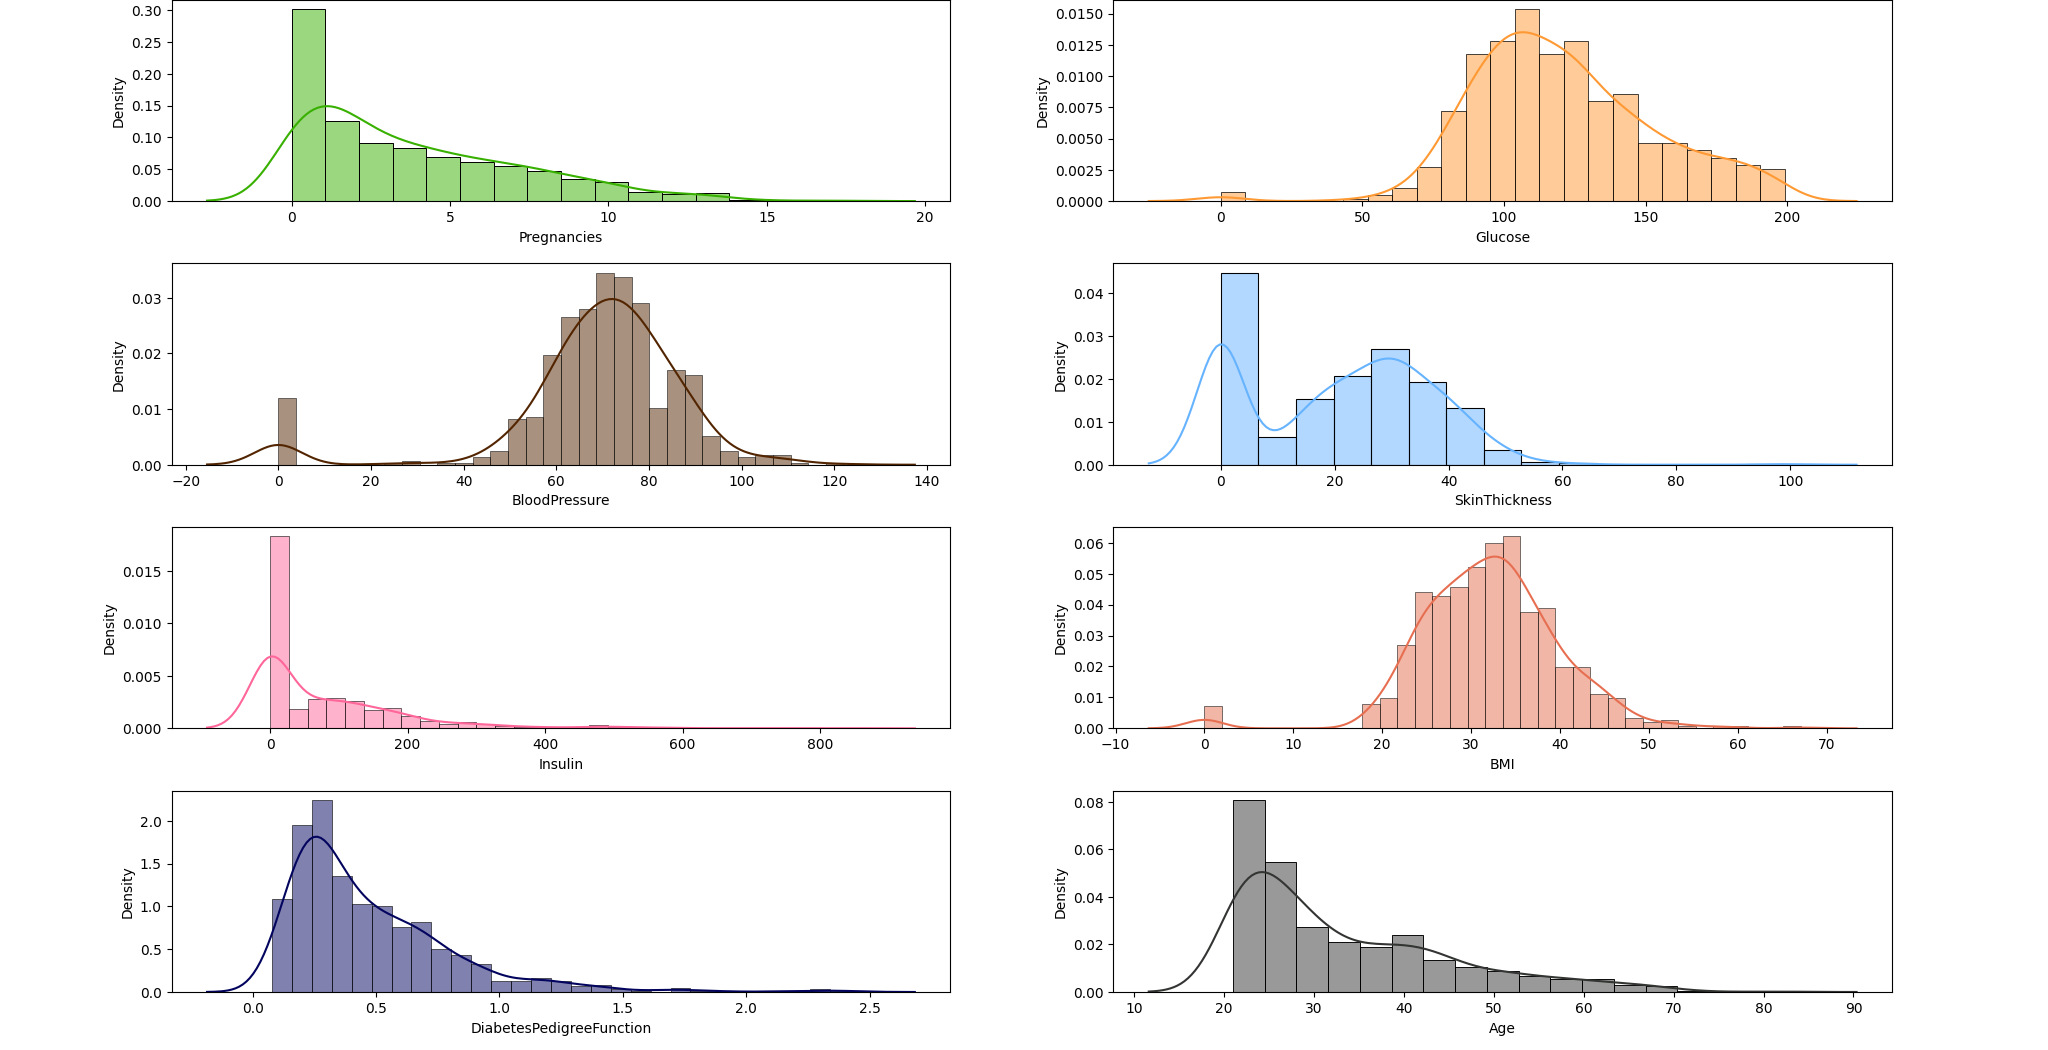 0.30
0.25
0.20
0.15
0.10
0.05
0.00
Density
0 5 10 15 20
Pregnancies
0.0150
0.0125
0.0100
0.0075
0.0050
0.0025
0.0000
Density
0 50 100 150 200
Glucose
0.03
0.02
0.01
0.00
Density
−20 0 20 40 60 80 100 120 140
BloodPressure
0.04
0.03
0.02
0.01
0.00
Density
0 20 40 60 80 100
SkinThickness
0.015
0.010
0.005
0.000
Density
0 200 400 600 800
Insulin
0.06
0.05
0.04
0.03
0.02
0.01
0.00
Density
−10 0 10 20 30 40 50 60 70
BMI
2.0
1.5
1.0
0.5
0.0
Density
0.0 0.5 1.0 1.5 2.0 2.5
DiabetesPedigreeFunction
0.08
0.06
0.04
0.02
0.00
Density
10 20 30 40 50 60 70 80 90
Age